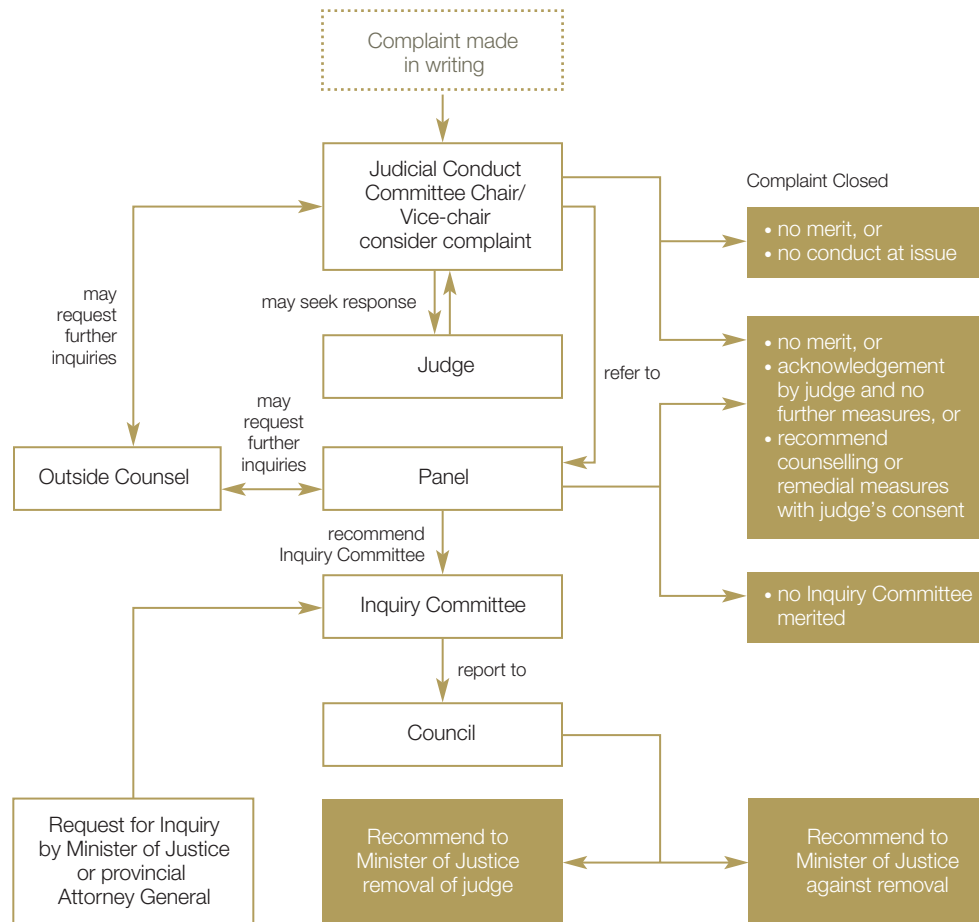 Complaint made
in writing
Judicial Conduct
Committee Chair/
Vice-chair
consider complaint
Complaint Closed
• no merit, or
• no conduct at issue
may
request
further
inquiries
may seek response
Judge
refer to
• no merit, or
• acknowledgement
by judge and no
further measures, or
• recommend
counselling or
remedial measures
with judge's consent
may
request
further
inquiries
Outside Counsel
Panel
recommend
Inquiry Committee
Inquiry Committee
• no Inquiry Committee
merited
report to
Council
Request for Inquiry
by Minister of Justice
or provincial
Attorney General
Recommend to
Minister of Justice
removal of judge
Recommend to
Minister of Justice
against removal